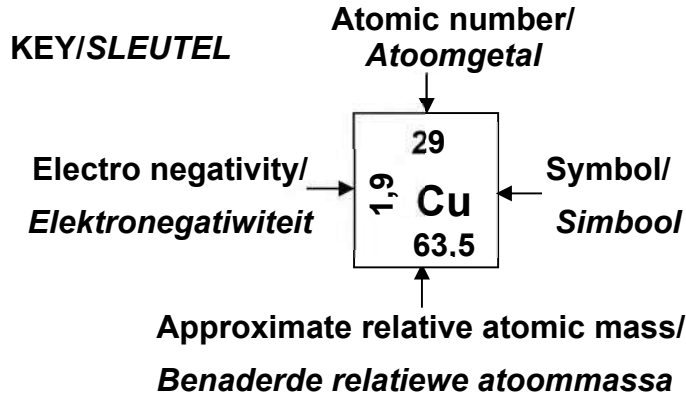 KEY/SLEUTEL
Atomic number/
Atoomgetal
29
Electro negativity/
Elektronegatiwiteit
1,9
Cu
Symbol/
Simbool
63.5
Approximate relative atomic mass/
Benaderde relatiewe atoommassa